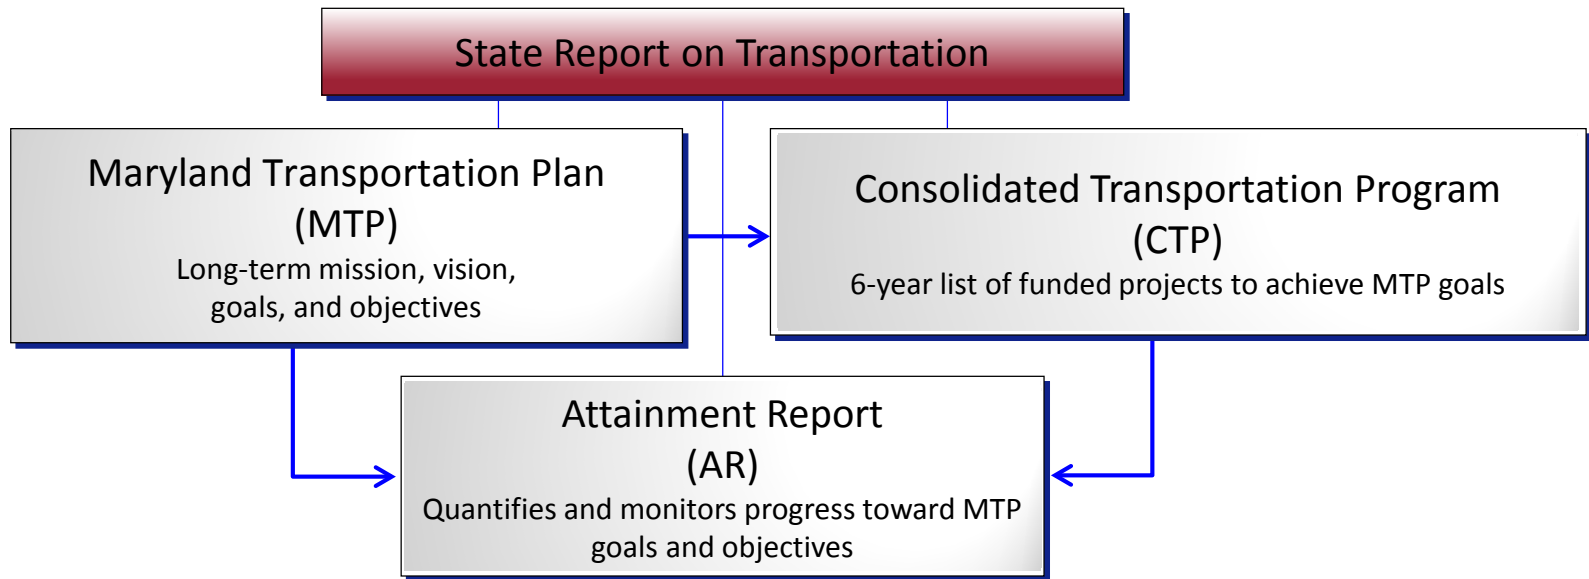 State Report on Transportation
Maryland Transportation Plan
(MTP)
Long-term mission, vision,
goals, and objectives
Consolidated Transportation Program
(CTP)
6-year list of funded projects to achieve MTP goals
Attainment Report
(AR)
Quantifies and monitors progress toward MTP
goals and objectives